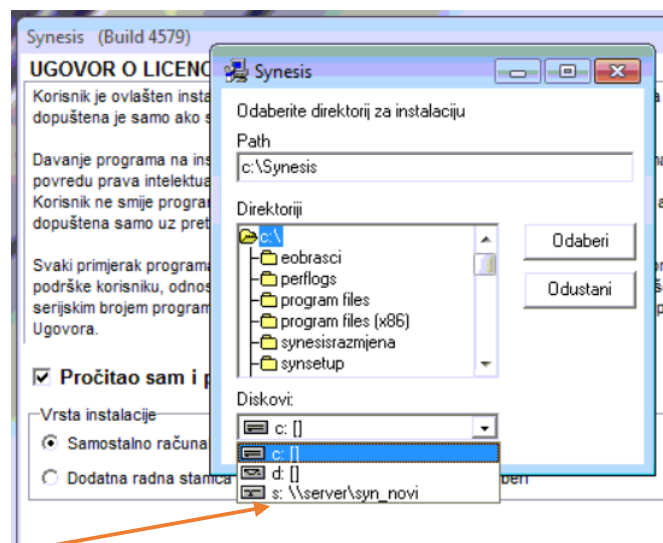 Synesis (Build 4579)
UGOVOR O LICENC
Korisnik je ovlašten insta
dopuštena je samo ako s
Davanje programa na ins
povredu prava intelektua
Korisnik ne smije progra
dopuštena samo uz pret
Svaki primjerak programa
podrške korisniku, odnos
serijskim brojem program
Ugovora.
Pročitao sam i p
Vrsta instalacije
Samostalno računa
Dodatna radna stanica
Synesis
Odaberite direktorij za instalaciju
Path
c:\Synesis
Direktoriji
c:\
eobrasci
perflogs
program files
program files (x86)
synesisrazmjena
synsetup
Odaberi
Odustani
Diskovi:
c: []
c: []
d: []
s: \\server\syn_novi